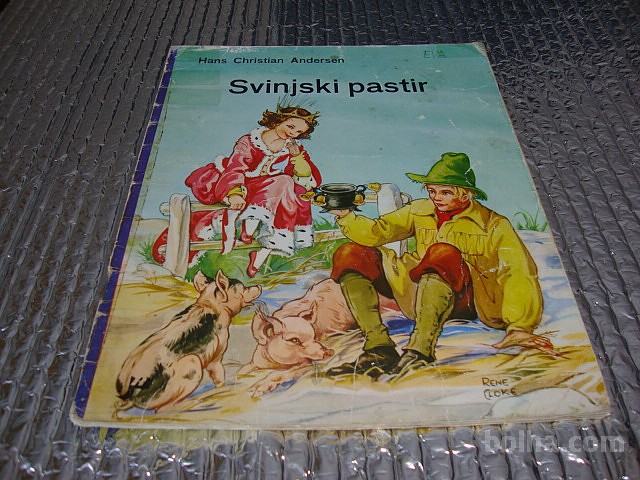 Hans Christian Andersen
Svinjski pastir
RENE
CLOKE
bolha.com